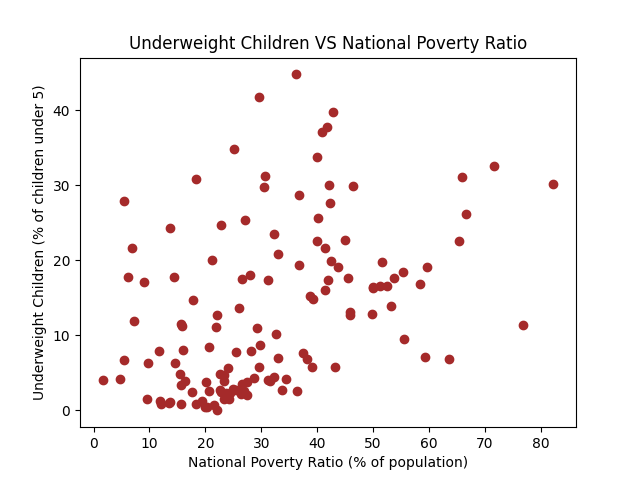 Underweight Children VS National Poverty Ratio
Underweight Children (% of children under 5)
40
30
20
10
0
0 10 20 30 40 50 60 70 80
National Poverty Ratio (% of population)